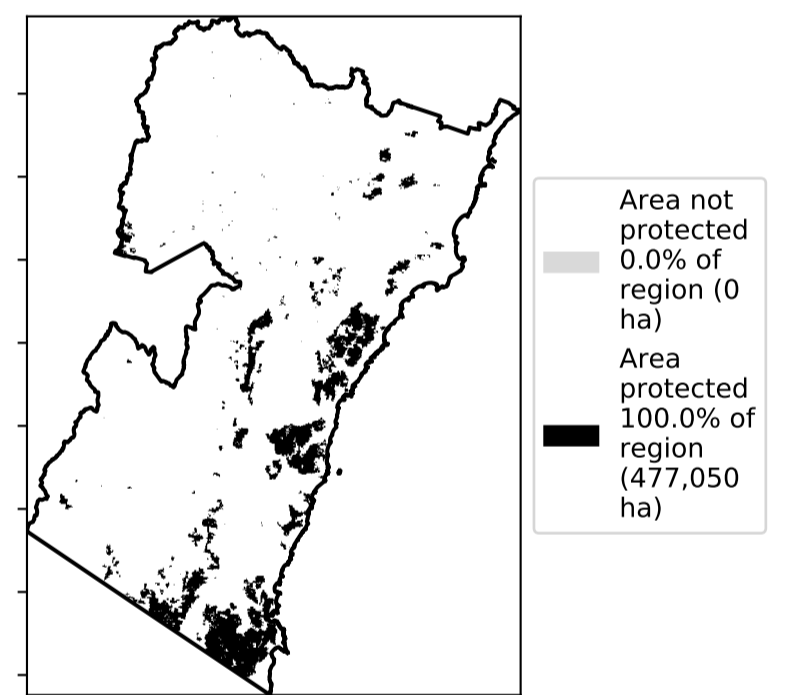 Area not
protected
0.0% of
region (0
ha)
Area
protected
100.0% of
region
(477,050
ha)